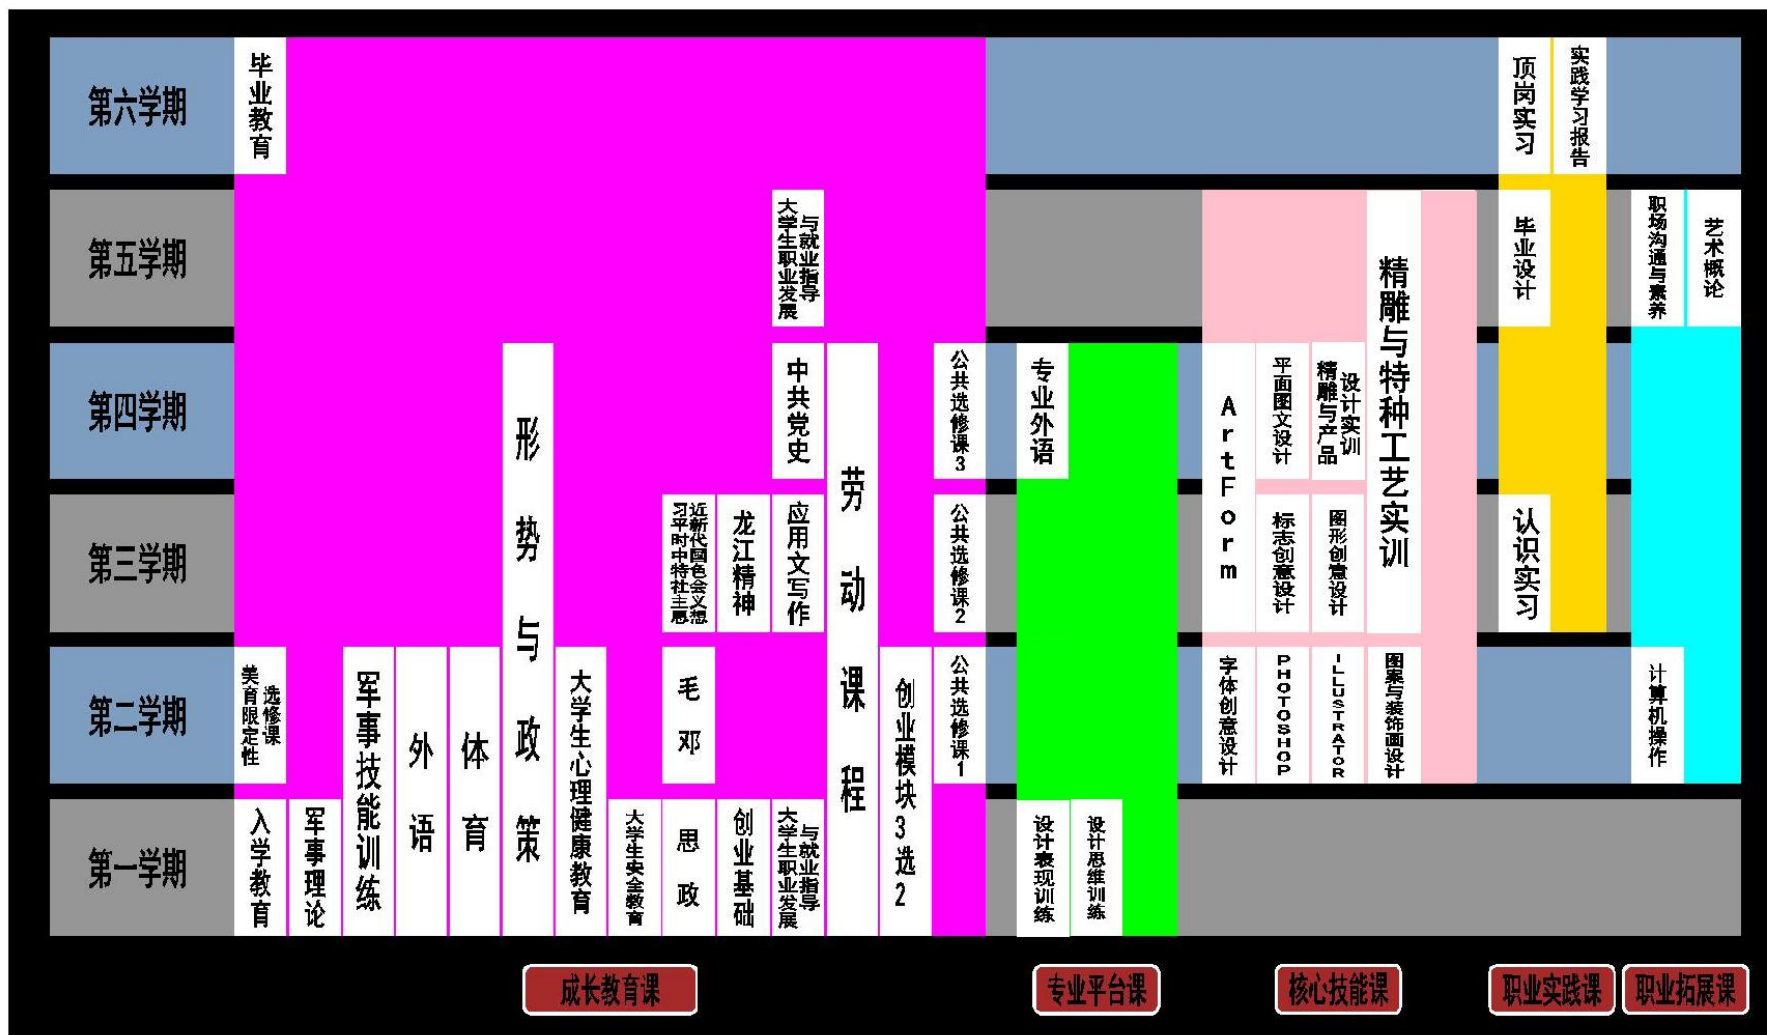 第六学期
毕业教育
顶岗实习
实践学习报告
第五学期
大学生职业发展
与就业指导
精雕与特种工艺实训
毕业设计
职场沟通与素养
艺术概论
第四学期
形势与政策
中共党史
劳动课程
公共选修课3
专业外语
ArtForm
平面图文设计
精雕与产品
设计实训
第三学期
习平时中特社主思
近新代国色会义想
龙江精神
应用文写作
公共选修课2
标志创意设计
图形创意设计
认识实习
第二学期
美育限定性
选修课
军事技能训练
外语
体育
大学生心理健康教育
毛邓
创业模块3选2
公共选修课1
字体创意设计
PHOTOSHOP
ILLUSTRATOR
图案与装饰画设计
计算机操作
第一学期
入学教育
军事理论
大学生安全教育
思政
创业基础
大学生职业发展
与就业指导
设计表现训练
设计思维训练
成长教育课
专业平台课
核心技能课
职业实践课
职业拓展课